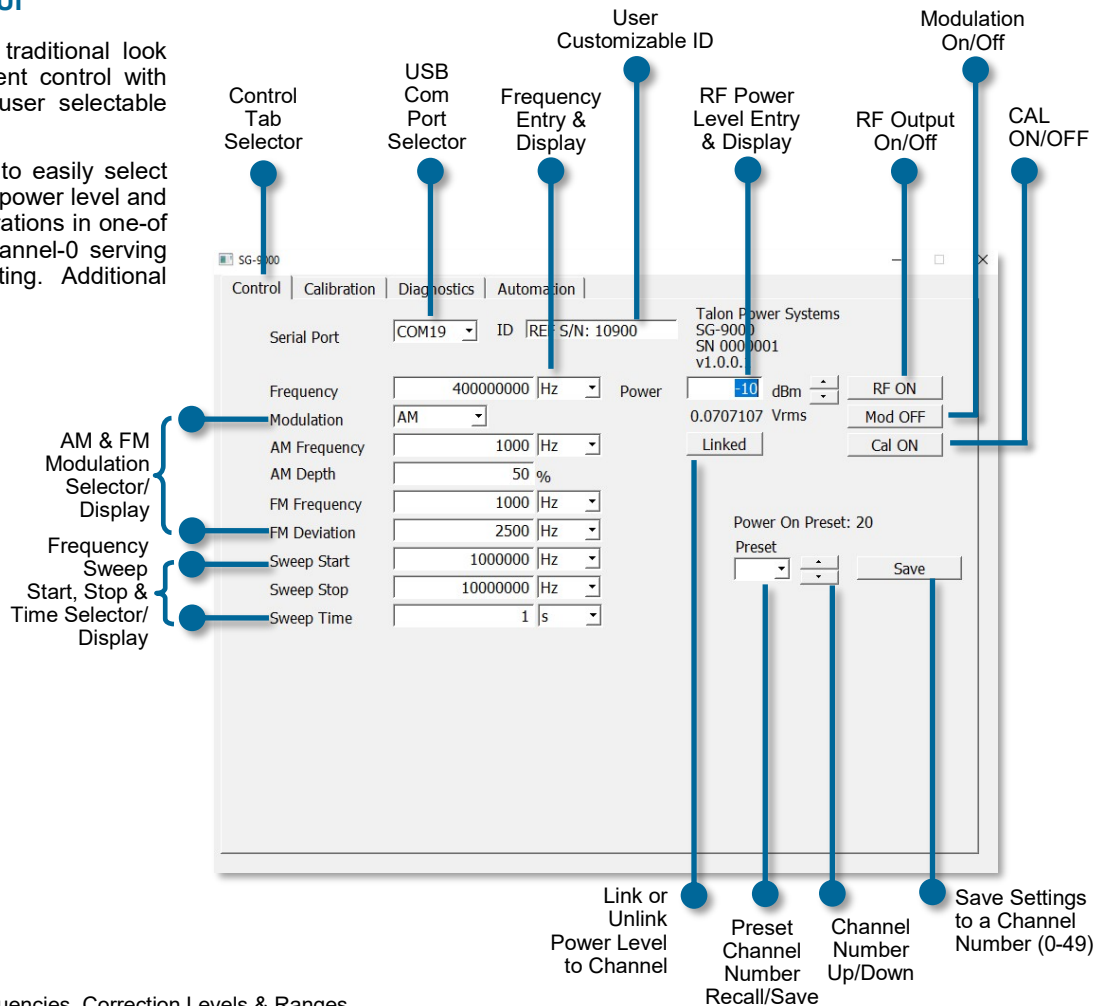 traditional look
ent control with
user selectable
to easily select
power level and
rations in one-of
annel-0 serving
ting. Additional
User
Customizable ID
Modulation
On/Off
Control
Tab
Selector
USB
Com
Port
Selector
Frequency
Entry &
Display
RF Power
Level Entry
& Display
RF Output
On/Off
CAL
ON/OFF
SG-9000
Control Calibration Diagnostics Automation
Serial Port COM19 ID REF S/N: 10900
Talon Power Systems
SG-9000
SN 0000001
v1.0.0.
Frequency 400000000 Hz Power -10 dBm RF ON
Modulation AM 0.0707107 Vrms Mod OFF
AM Frequency 1000 Hz Linked Cal ON
AM Depth 50 %
FM Frequency 1000 Hz
FM Deviation 2500 Hz
Sweep Start 1000000 Hz
Sweep Stop 10000000 Hz
Sweep Time 1 s
Power On Preset: 20
Preset
Save
AM & FM
Modulation
Selector/
Display
Frequency
Sweep
Start, Stop &
Time Selector/
Display
Link or
Unlink
Power Level
to Channel
Preset
Channel
Number
Recall/Save
Channel
Number
Up/Down
Save Settings
to a Channel
Number (0-49)
uencies, Correction Levels & Ranges